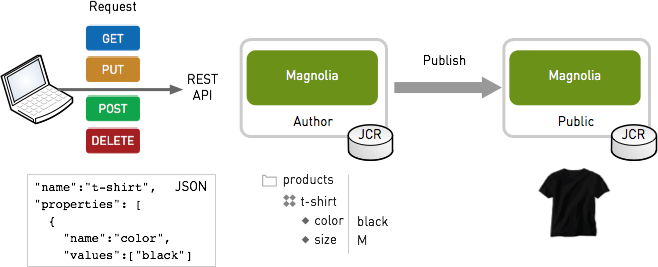 Request
GET
PUT
POST
DELETE
REST
API
Magnolia
Author
JCR
Publish
Magnolia
Public
JCR
JSON
"name":"t-shirt",
"properties": [
{
"name":"color",
"values":["black"]
products
t-shirt
color black
size M